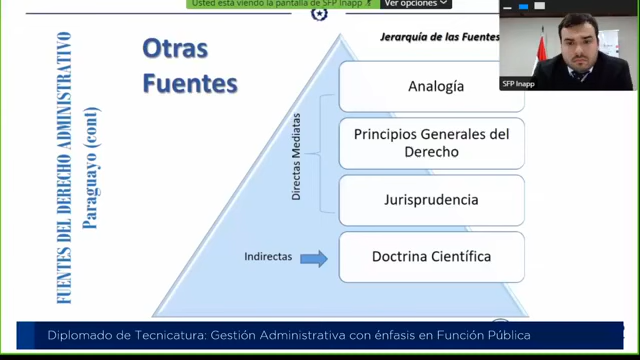 Usted está viendo la pantalla de SFP Inapp
Ver opciones
FUENTES DEL DERECHO ADMINISTRATIVO
Paraguayo (cont)
Otras
Fuentes
Jerarquía de las Fuentes
SFP Inapp
Analogía
Principios Generales del
Derecho
Directas Mediatas
Jurisprudencia
Indirectas
Doctrina Científica
Diplomado de Tecnicatura: Gestión Administrativa con énfasis en Función Pública